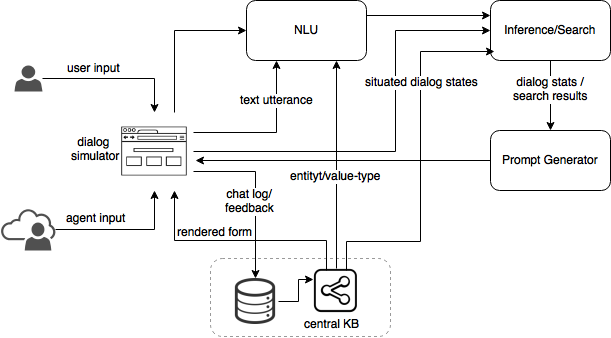 NLU
Inference/Search
user input
situated dialog states
dialog stats /
search results
text utterance
dialog
simulator
Prompt Generator
entityt/value-type
chat log/
feedback
agent input
rendered form
central KB